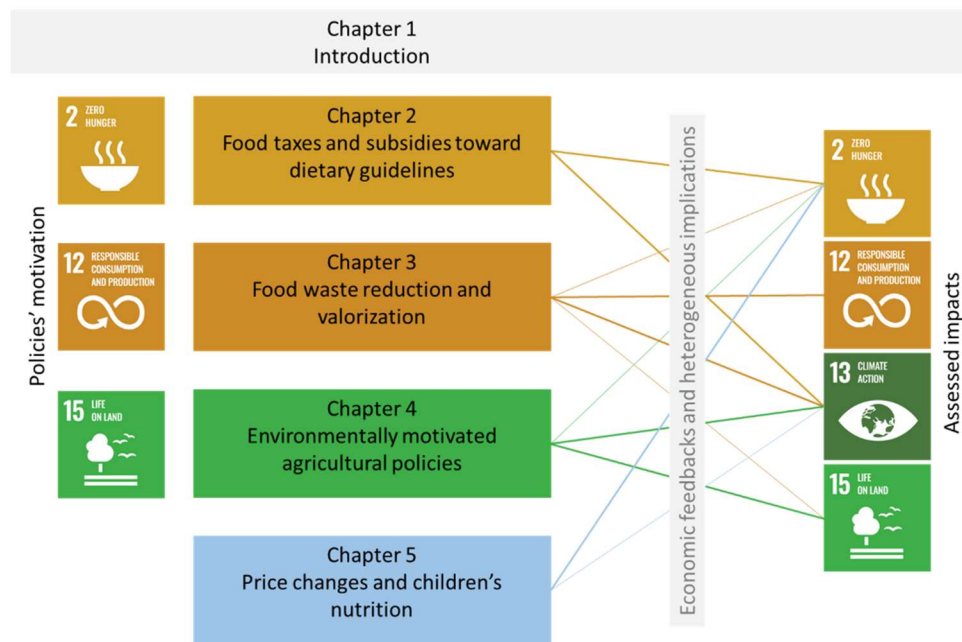 Chapter 1
Introduction
Policies' motivation
2 ZERO
HUNGER
Chapter 2
Food taxes and subsidies toward
dietary guidelines
12 RESPONSIBLE
CONSUMPTION
AND PRODUCTION
Chapter 3
Food waste reduction and
valorization
15 LIFE
ON LAND
Chapter 4
Environmentally motivated
agricultural policies
Chapter 5
Price changes and children's
nutrition
Economic feedbacks and heterogeneous implications
2 ZERO
HUNGER
12 RESPONSIBLE
CONSUMPTION
AND PRODUCTION
13 CLIMATE
ACTION
15 LIFE
ON LAND
Assessed impacts